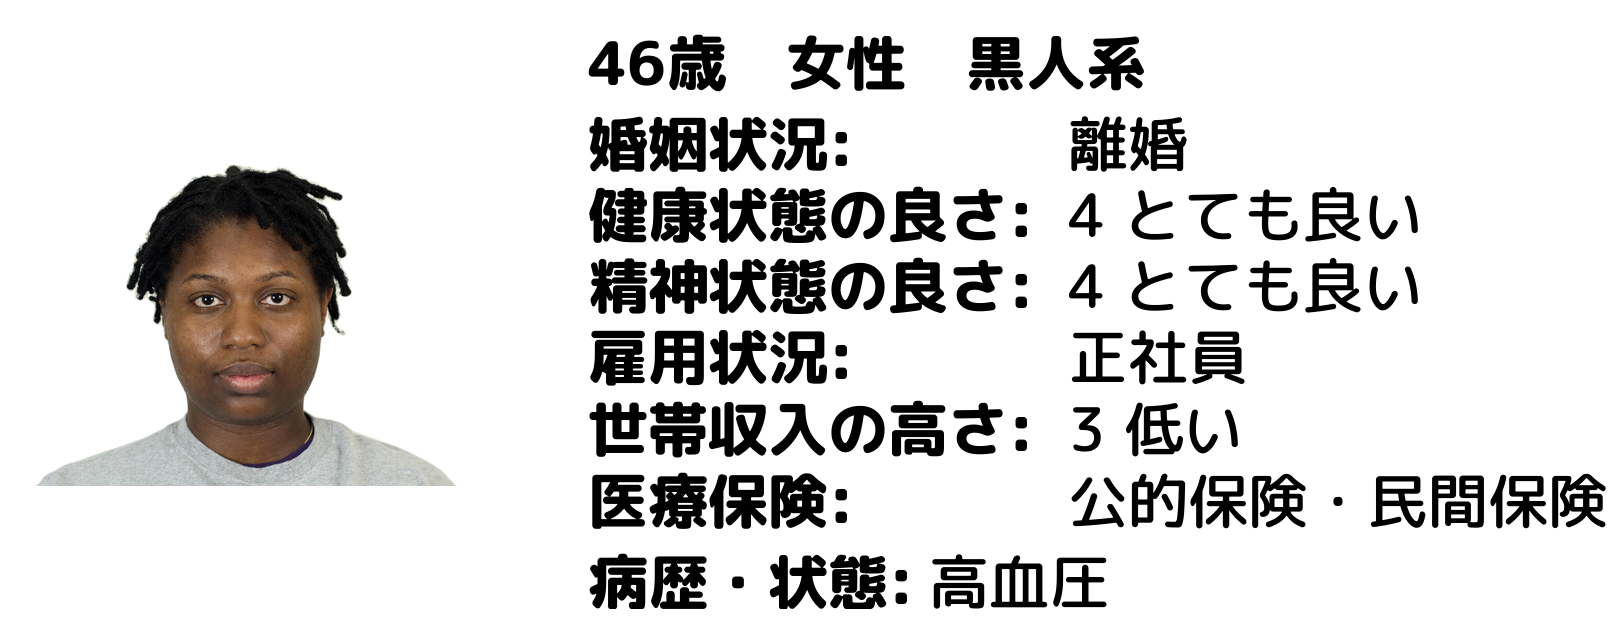 46歳　女性　黒人系
婚姻状況: 離婚
健康状態の良さ: 4 とても良い
精神状態の良さ: 4 とても良い
雇用状況: 正社員
世帯収入の高さ: 3 低い
医療保険: 公的保険・民間保険
病歴・状態: 高血圧